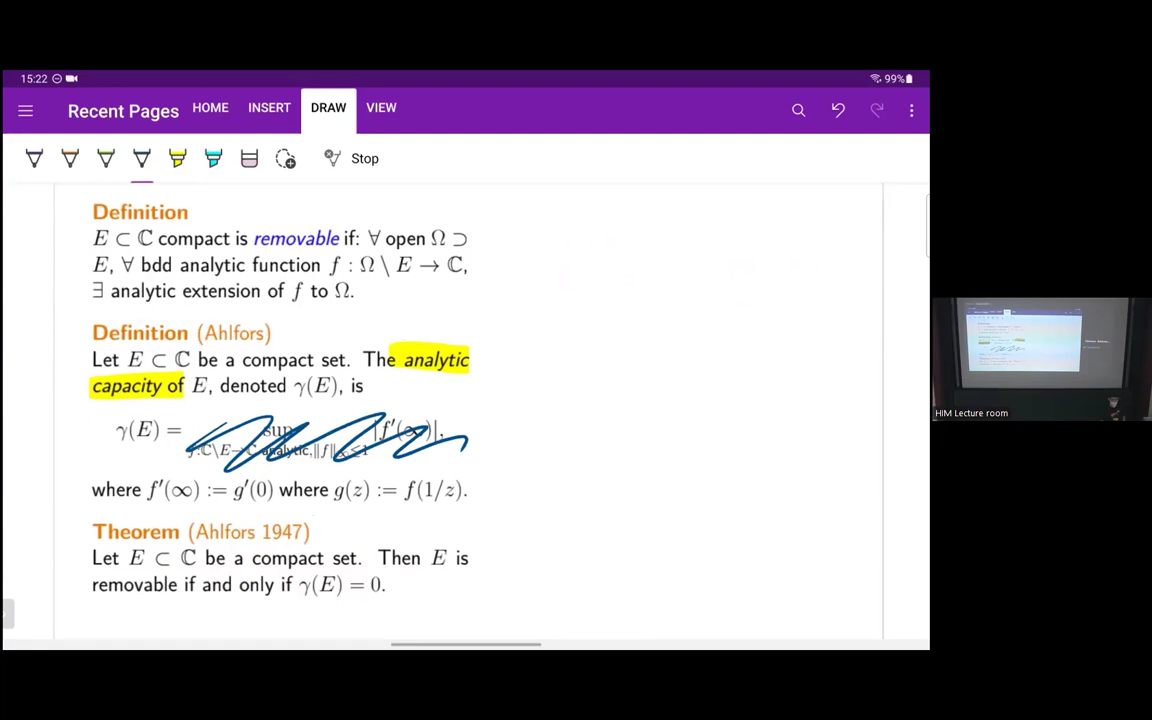 15:22
99%
Recent Pages HOME INSERT DRAW VIEW
Stop
Definition
E ⊂ ℂ compact is removable if: ∀ open Ω ⊃
E, ∀ bdd analytic function f : Ω \ E → ℂ,
∃ analytic extension of f to Ω.
Definition (Ahlfors)
Let E ⊂ ℂ be a compact set. The analytic
capacity of E, denoted γ(E), is
γ(E) = sup |f′(∞)|,
f:ℂ\E→ℂ analytic,‖f‖∞≤1
where f′(∞) := g′(0) where g(z) := f(1/z).
Theorem (Ahlfors 1947)
Let E ⊂ ℂ be a compact set. Then E is
removable if and only if γ(E) = 0.
HIM Lecture room